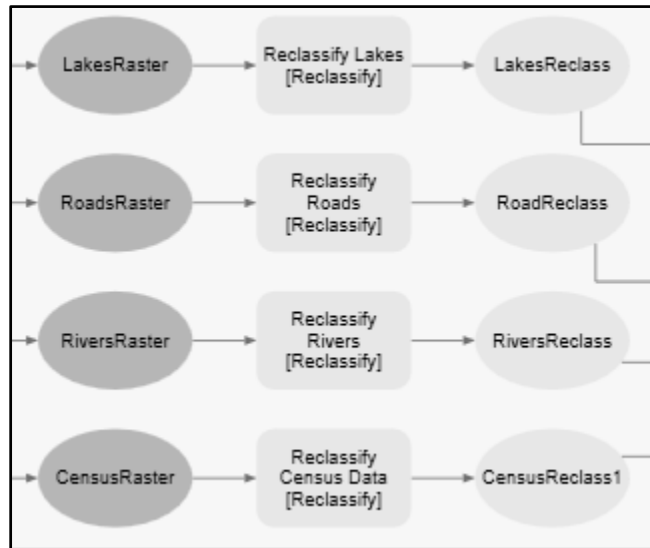 LakesRaster
Reclassify Lakes
[Reclassify]
LakesReclass
RoadsRaster
Reclassify
Roads
[Reclassify]
RoadReclass
RiversRaster
Reclassify
Rivers
[Reclassify]
RiversReclass
CensusRaster
Reclassify
Census Data
[Reclassify]
CensusReclass1